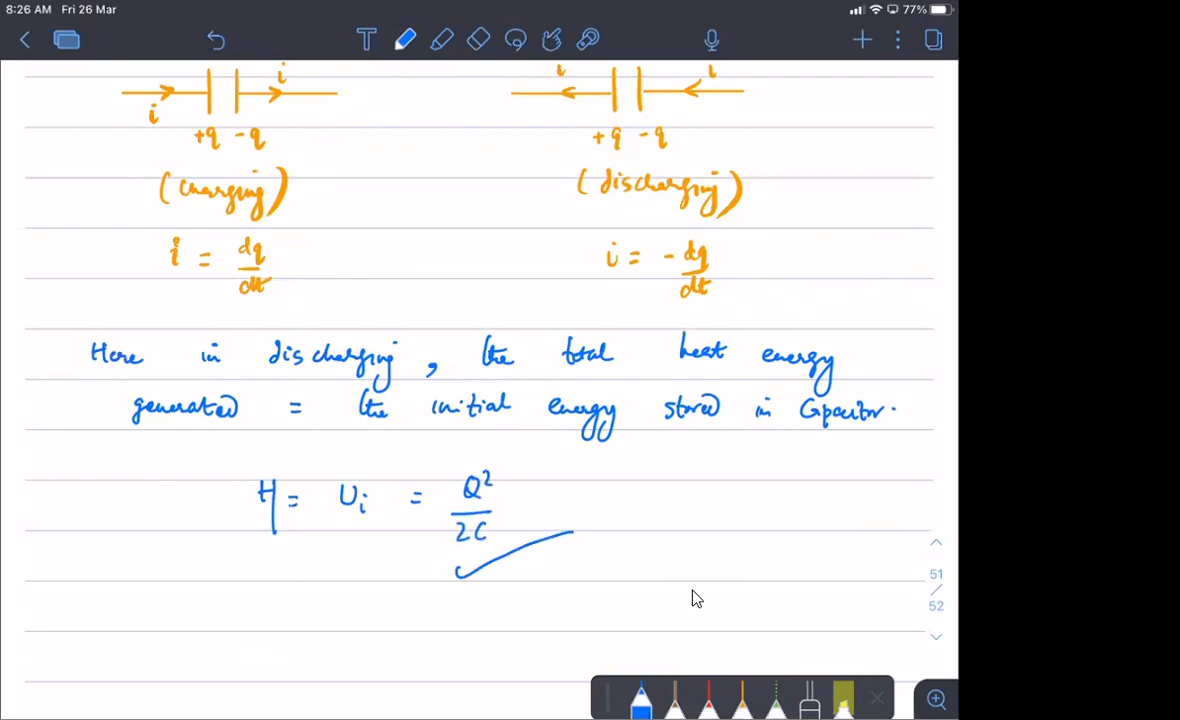 8:26 AM Fri 26 Mar 77%
T
i i i i
+q -q +q -q
(charging) (discharging)
i = dq/dt i = - dq/dt
Here in discharging, the total heat energy
generated = the initial energy stored in Capacitor.
H = Ui = Q²/2C
51
/
52